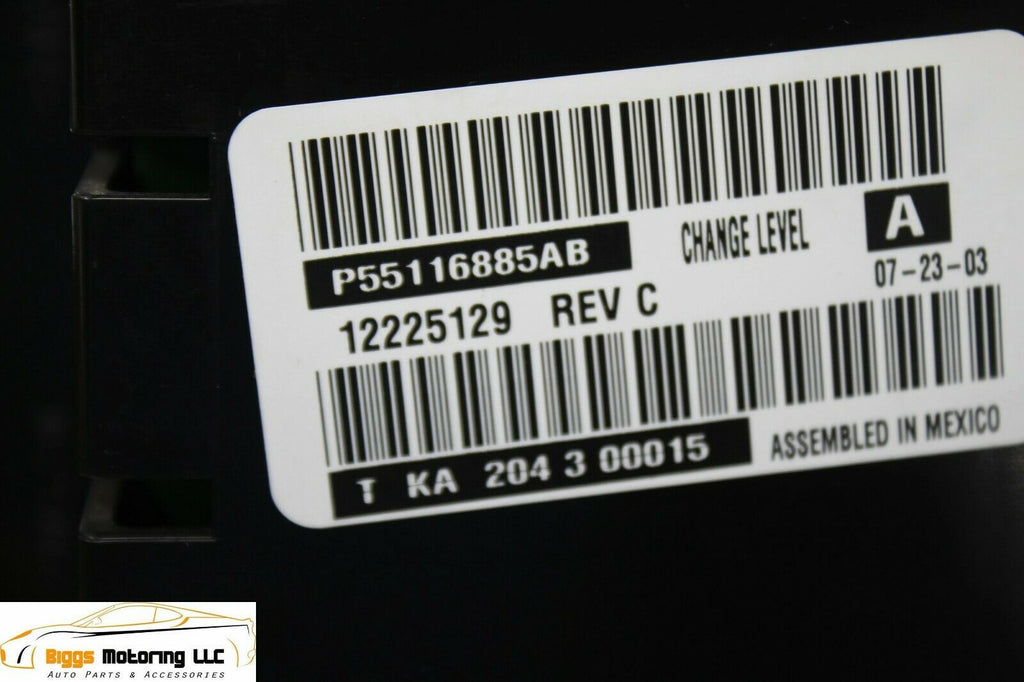 P55116885AB
CHANGE LEVEL
A
12225129 REV C
07-23-03
T KA 204 3 00015
ASSEMBLED IN MEXICO
Biggs Motoring LLC
Auto Parts & Accessories